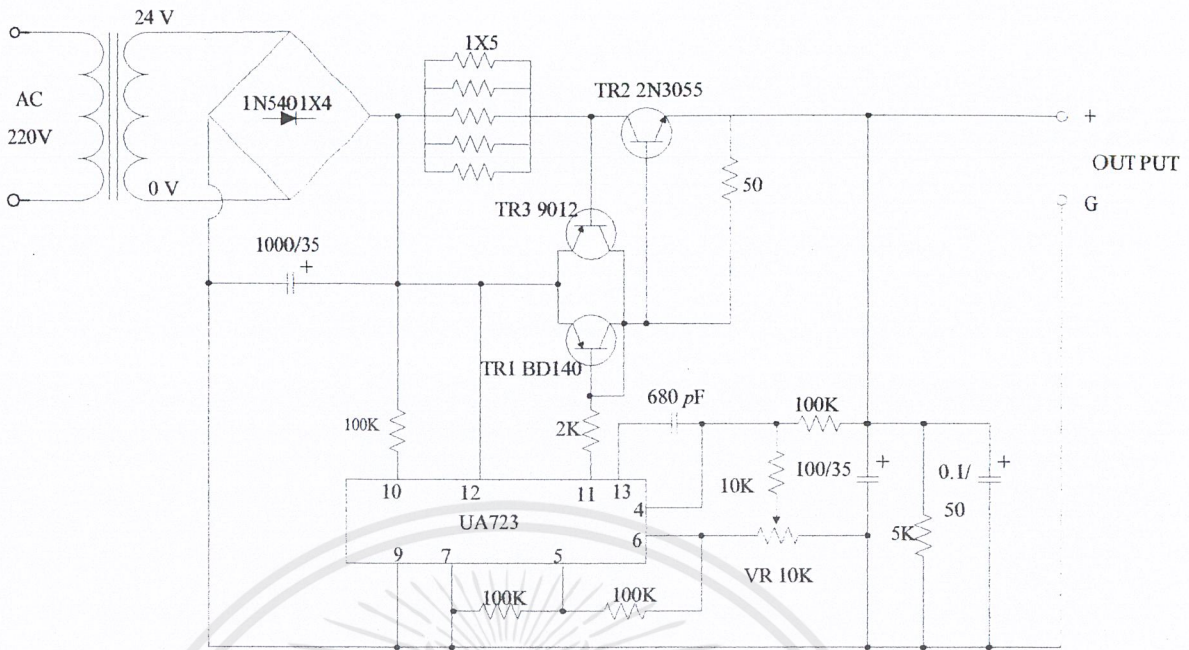 24 V
AC
220V
0 V
1N5401X4
1X5
TR2 2N3055
50
+
OUTPUT
G
TR3 9012
1000/35
+
TR1 BD140
100K
2K
680 pF
100K
10K
100/35
+
0.1/
50
+
5K
VR 10K
10
12
11
13
4
6
UA723
9
7
5
100K
100K